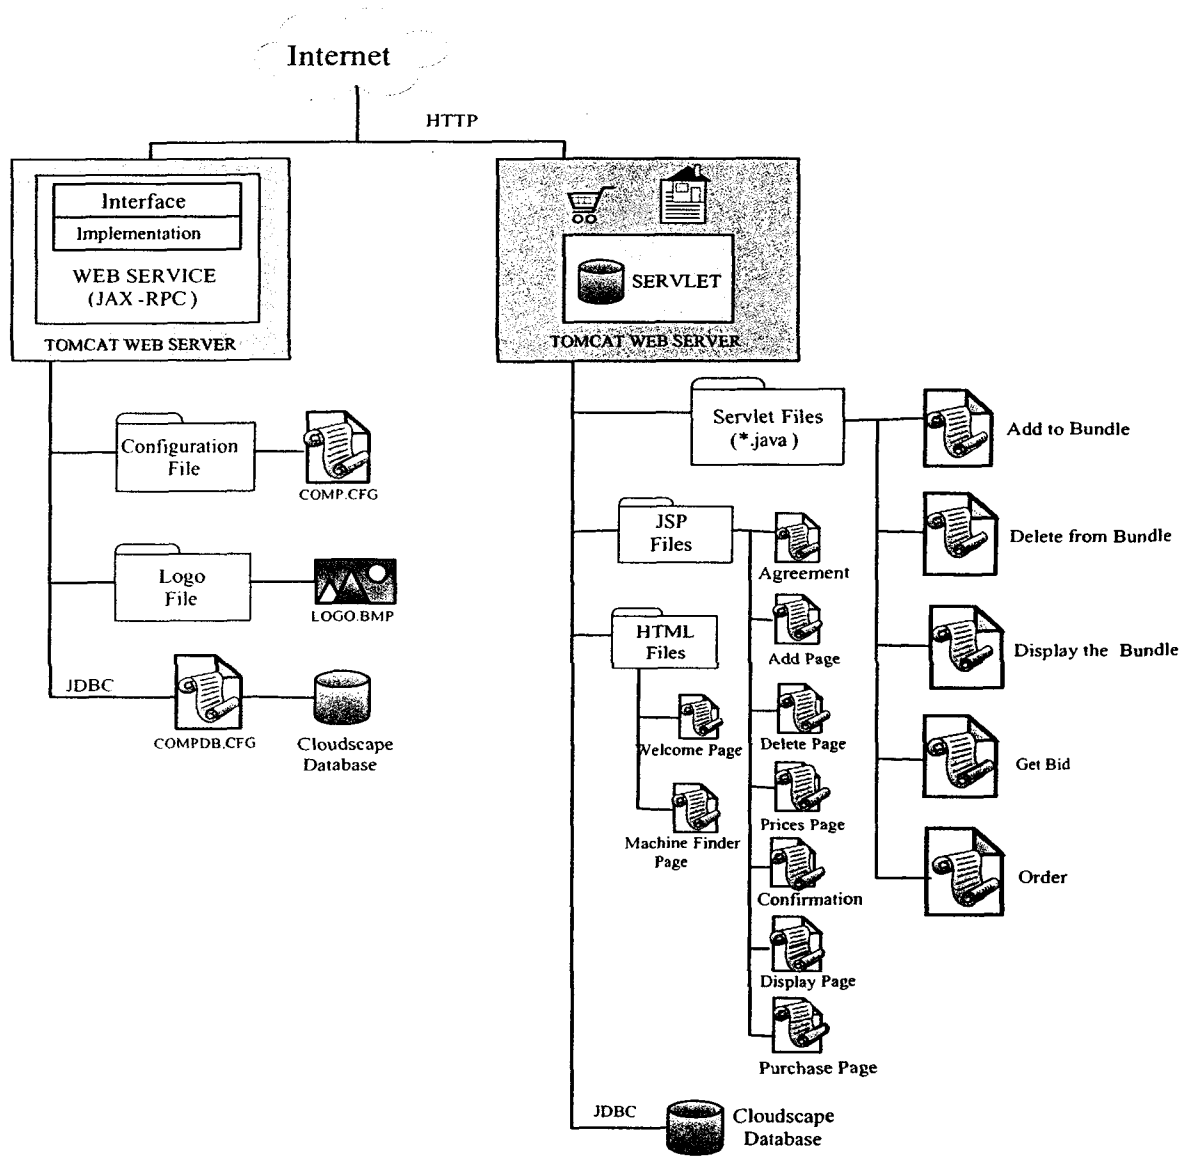 Internet
HTTP
Interface
Implementation
WEB SERVICE
(JAX -RPC)
TOMCAT WEB SERVER
SERVLET
TOMCAT WEB SERVER
Configuration
File
COMP.CFG
Logo
File
LOGO.BMP
JDBC
COMPDB.CFG
Cloudscape
Database
Servlet Files
(*.java)
Add to Bundle
Delete from Bundle
Display the Bundle
Get Bid
Order
JSP
Files
Agreement
Add Page
Delete Page
Prices Page
Confirmation
Display Page
Purchase Page
HTML
Files
Welcome Page
Machine Finder
Page
JDBC
Cloudscape
Database